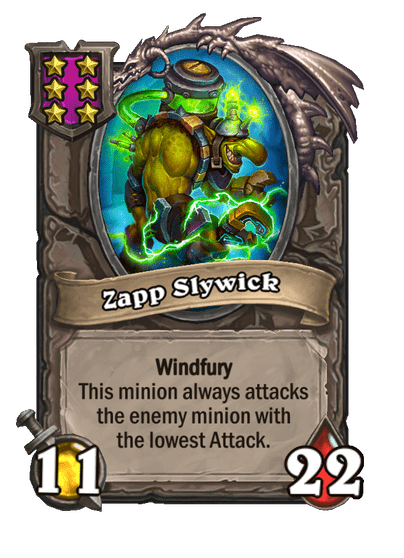 Zapp Slywick
Windfury
This minion always attacks
the enemy minion with
the lowest Attack.
11
22